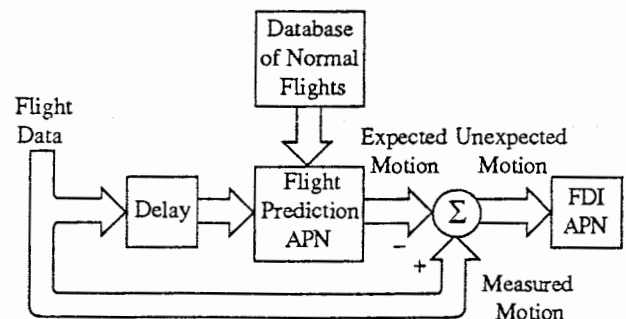 Database
of Normal
Flights
Flight
Data
Expected
Motion
Unexpected
Motion
Delay
Flight
Prediction
APN
Σ
FDI
APN
−
+
Measured
Motion